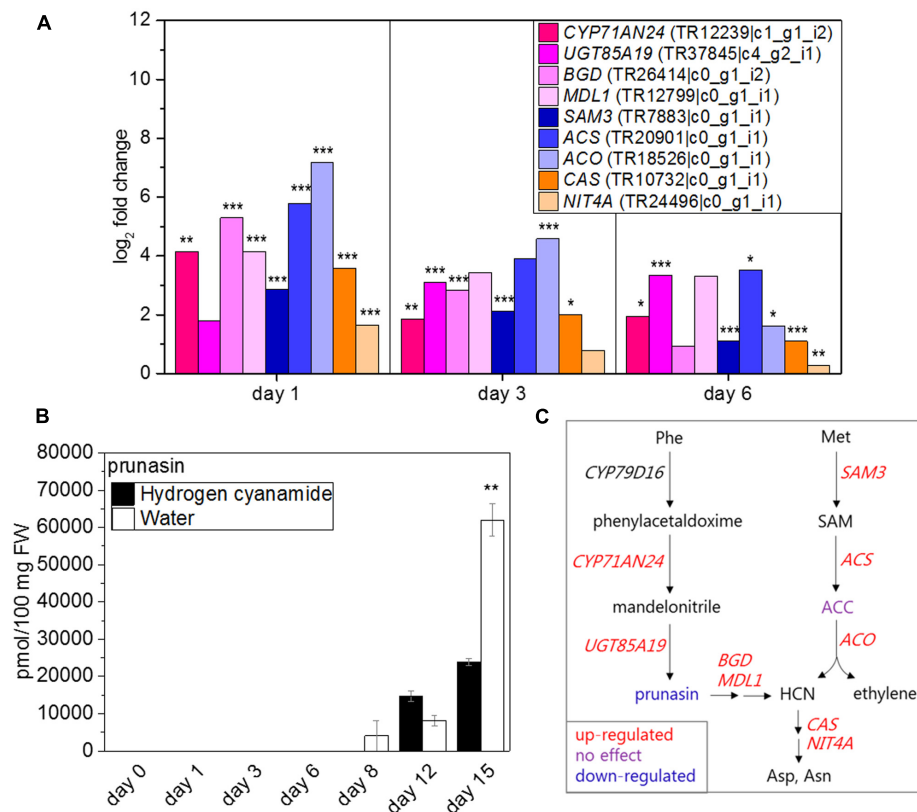 A
log2 fold change
12
10
8
6
4
2
0
CYP71AN24 (TR12239|c1_g1_i2)
UGT85A19 (TR37845|c4_g2_i1)
BGD (TR26414|c0_g1_i2)
MDL1 (TR12799|c0_g1_i1)
SAM3 (TR7883|c0_g1_i1)
ACS (TR20901|c0_g1_i1)
ACO (TR18526|c0_g1_i1)
CAS (TR10732|c0_g1_i1)
NIT4A (TR24496|c0_g1_i1)
** *** *** *** *** *** *** ***
** *** *** *** *** *
* *** *** * * *** **
day 1 day 3 day 6
B
pmol/100 mg FW
80000
70000
60000
50000
40000
30000
20000
10000
0
prunasin
Hydrogen cyanamide
Water
**
day 0 day 1 day 3 day 6 day 8 day 12 day 15
C
Phe Met
CYP79D16 SAM3
phenylacetaldoxime SAM
CYP71AN24 ACS
mandelonitrile ACC
UGT85A19 ACO
BGD
MDL1
prunasin HCN ethylene
CAS
NIT4A
Asp, Asn
up-regulated
no effect
down-regulated